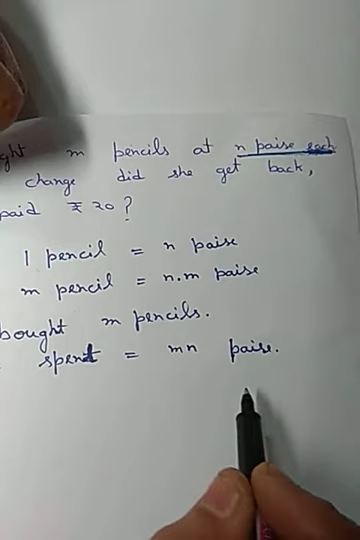 ght m pencils at n paise each
change did she get back,
paid ₹20?
1 pencil = n paise
m pencil = n.m paise
bought m pencils.
spent = mn paise.